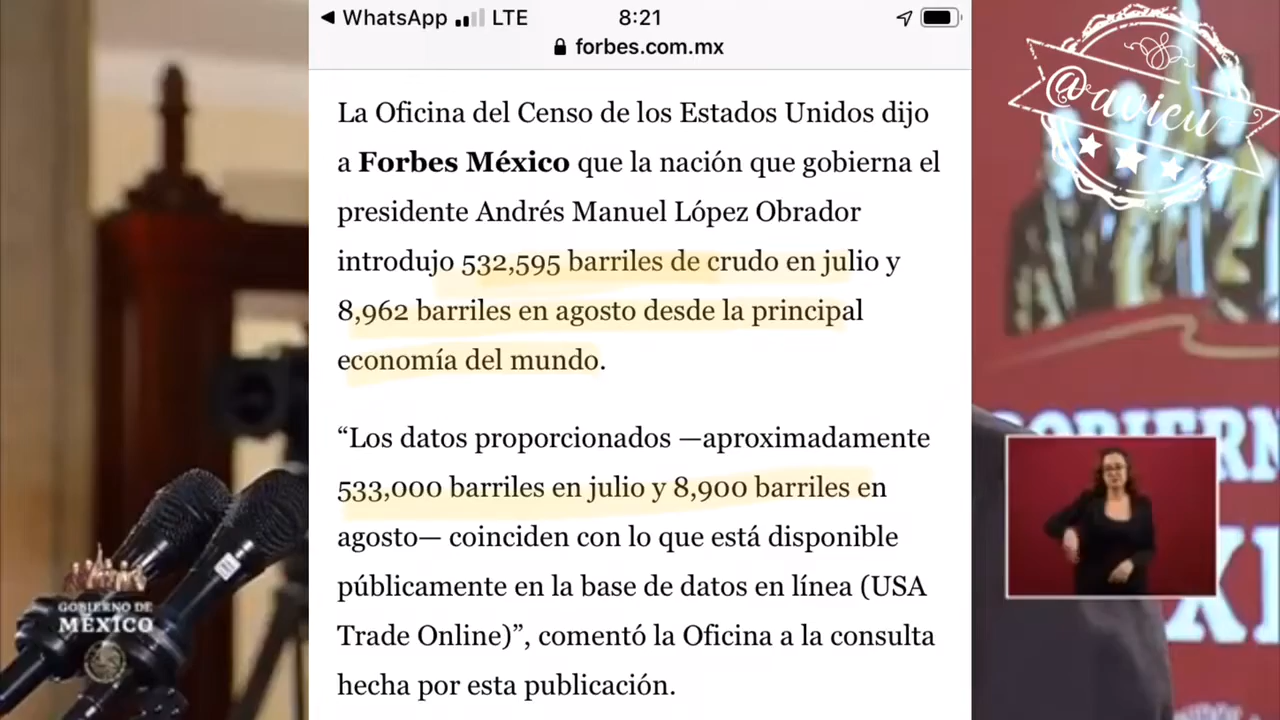 WhatsApp LTE 8:21
forbes.com.mx
La Oficina del Censo de los Estados Unidos dijo
a Forbes México que la nación que gobierna el
presidente Andrés Manuel López Obrador
introdujo 532,595 barriles de crudo en julio y
8,962 barriles en agosto desde la principal
economía del mundo.
“Los datos proporcionados —aproximadamente
533,000 barriles en julio y 8,900 barriles en
agosto— coinciden con lo que está disponible
públicamente en la base de datos en línea (USA
Trade Online)”, comentó la Oficina a la consulta
hecha por esta publicación.
GOBIERNO DE
MÉXICO